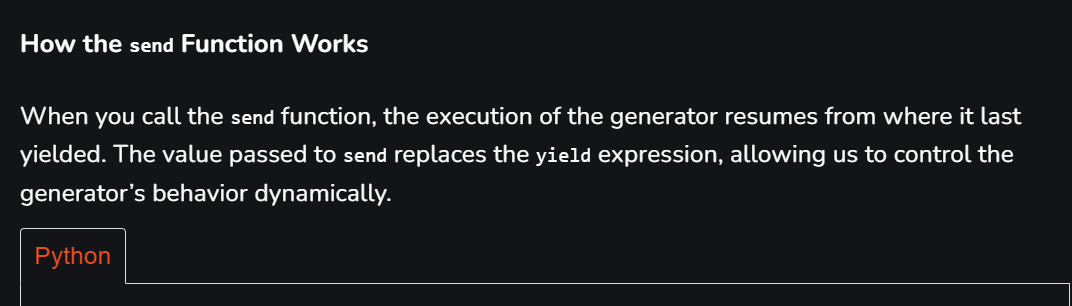 How the send Function Works
When you call the send function, the execution of the generator resumes from where it last
yielded. The value passed to send replaces the yield expression, allowing us to control the
generator’s behavior dynamically.
Python